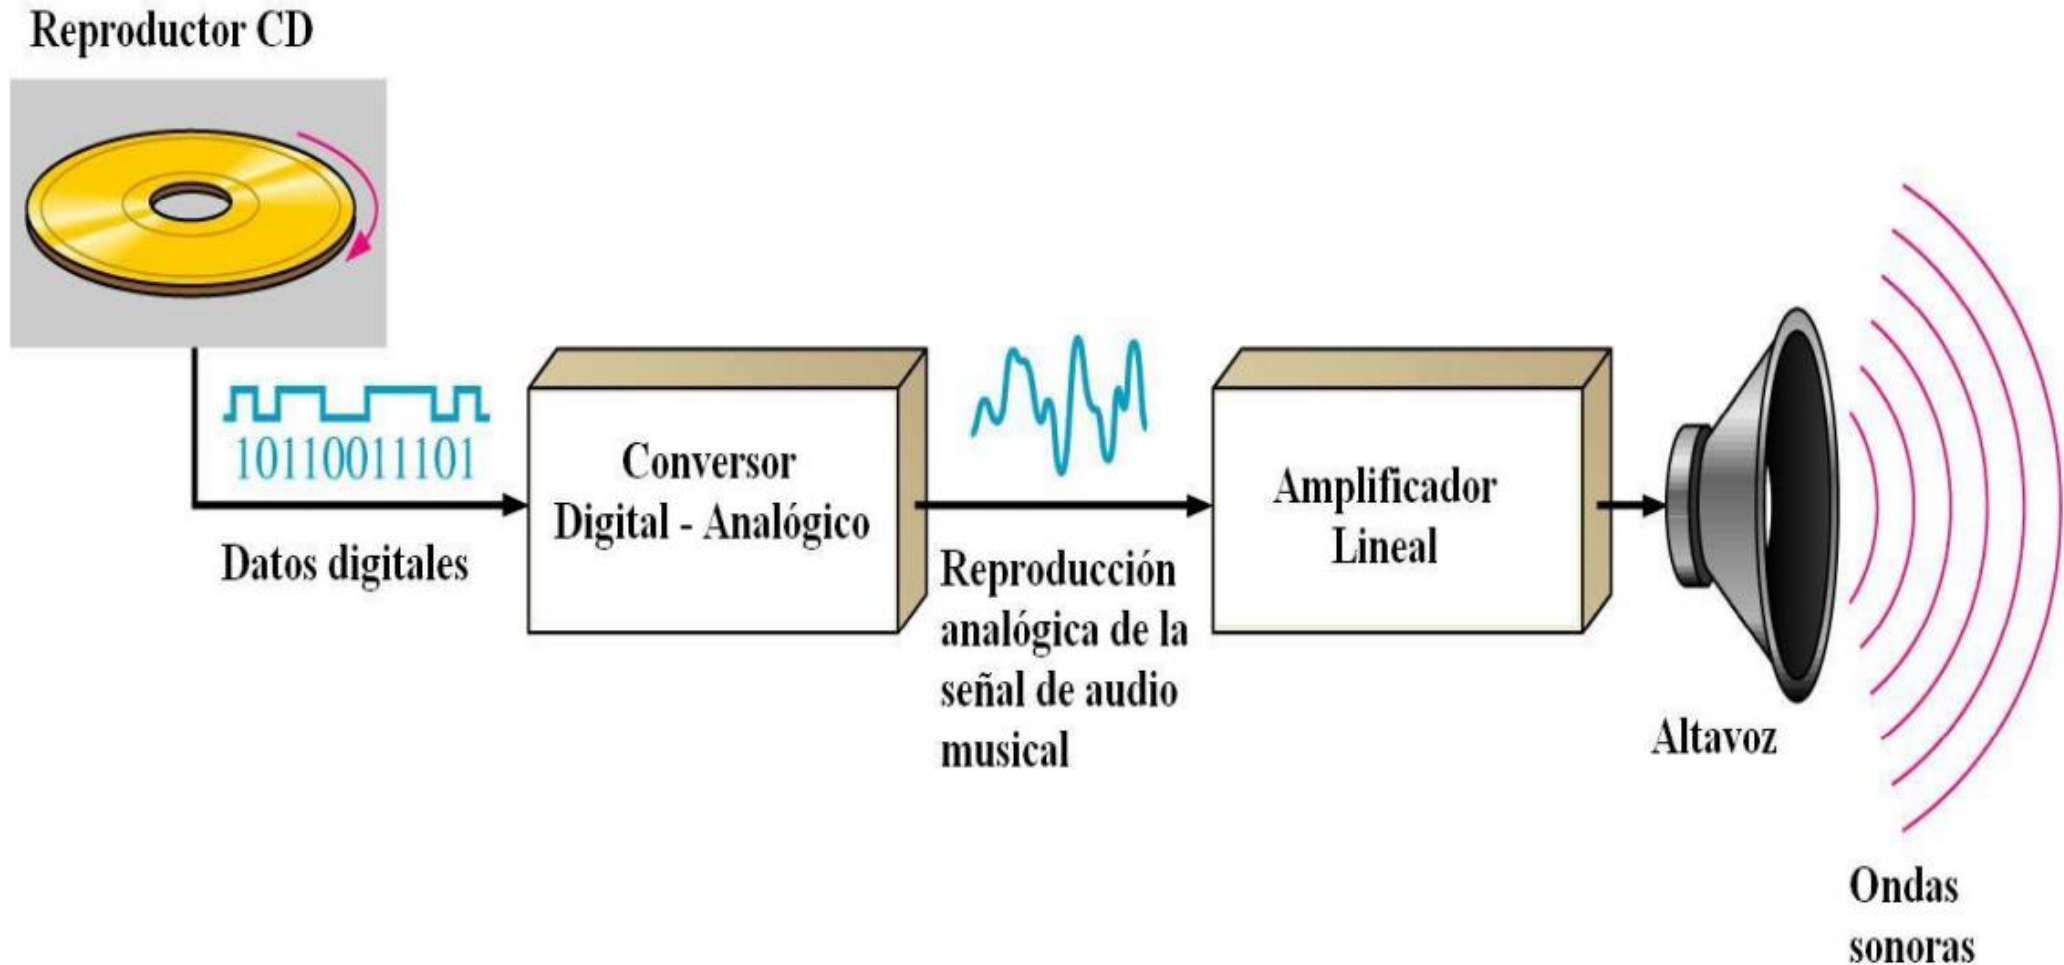 Reproductor CD
10110011101
Datos digitales
Conversor
Digital - Analógico
Reproducción
analógica de la
señal de audio
musical
Amplificador
Lineal
Altavoz
Ondas
sonoras